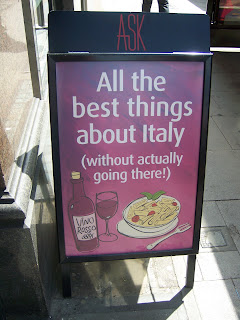 ASK
All the
best things
about Italy
(without actually
going there!)
VINO
ROSSO